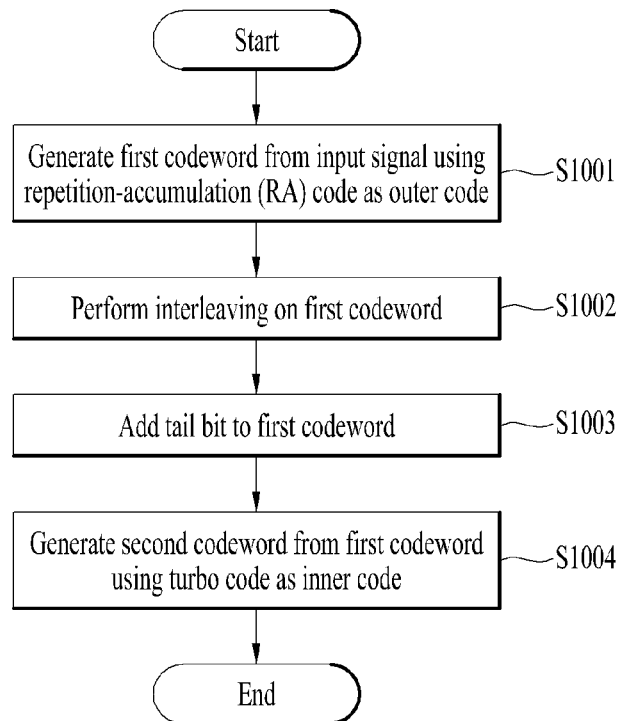 Start
Generate first codeword from input signal using
repetition-accumulation (RA) code as outer code
S1001
Perform interleaving on first codeword
S1002
Add tail bit to first codeword
S1003
Generate second codeword from first codeword
using turbo code as inner code
S1004
End